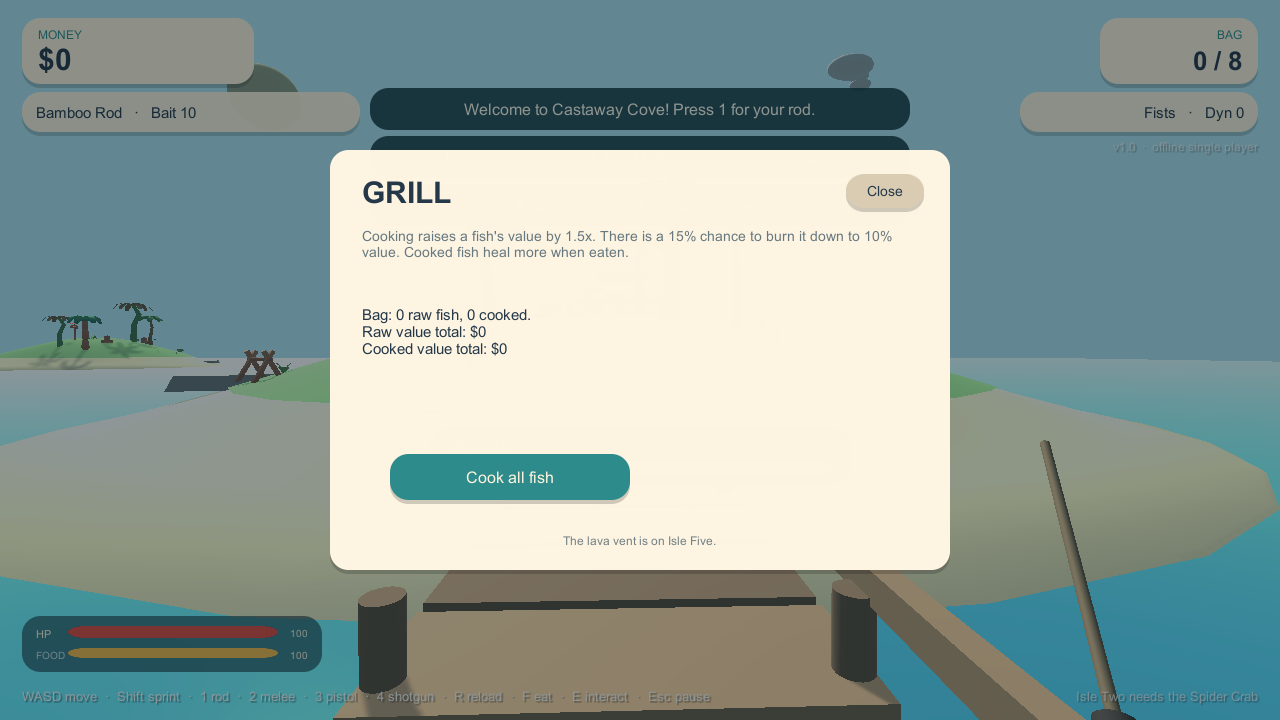 MONEY
$0
BAG
0 / 8
Bamboo Rod · Bait 10
Welcome to Castaway Cove! Press 1 for your rod.
Fists · Dyn 0
v1.0 · offline single player
GRILL
Close
Cooking raises a fish's value by 1.5x. There is a 15% chance to burn it down to 10%
value. Cooked fish heal more when eaten.
Bag: 0 raw fish, 0 cooked.
Raw value total: $0
Cooked value total: $0
Cook all fish
The lava vent is on Isle Five.
HP 100
FOOD 100
WASD move · Shift sprint · 1 rod · 2 melee · 3 pistol · 4 shotgun · R reload · F eat · E interact · Esc pause
Isle Two needs the Spider Crab